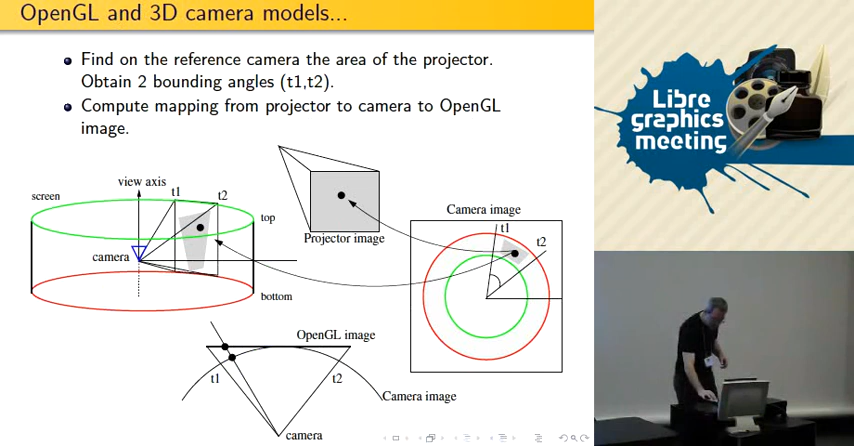 OpenGL and 3D camera models...
Find on the reference camera the area of the projector.
Obtain 2 bounding angles (t1,t2).
Compute mapping from projector to camera to OpenGL
image.
view axis
t1
t2
screen
top
camera
bottom
Projector image
Camera image
t1
t2
OpenGL image
t1
t2
Camera image
camera
Libre
graphics
meeting